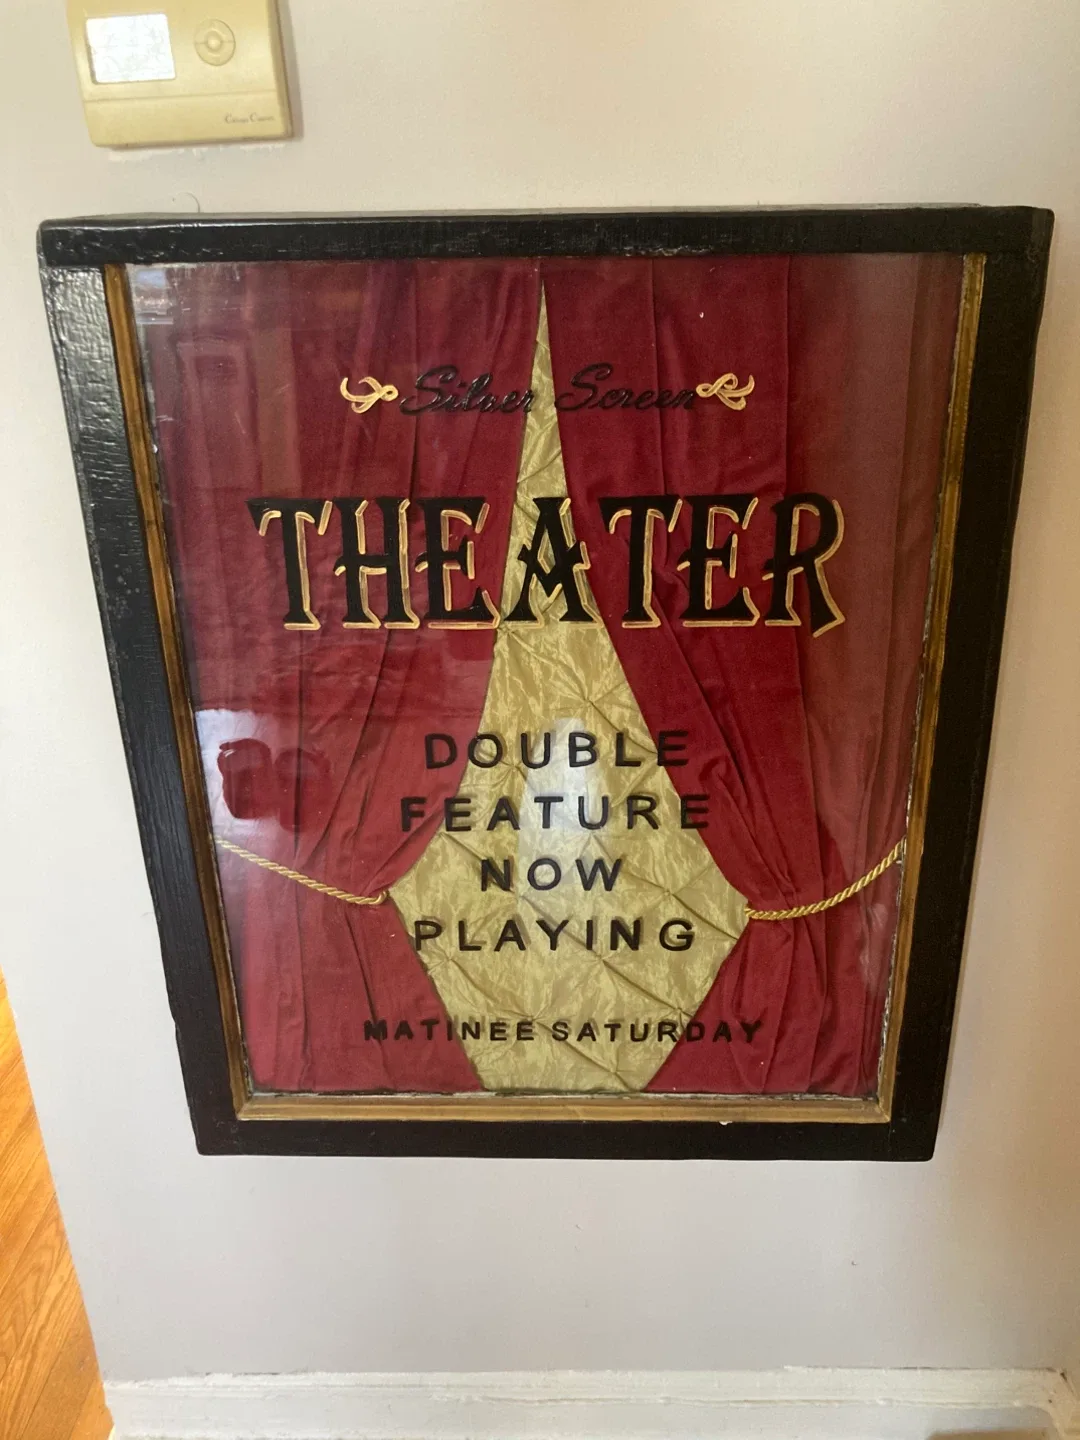 Silver Screen
THEATER
DOUBLE
FEATURE
NOW
PLAYING
MATINEE SATURDAY